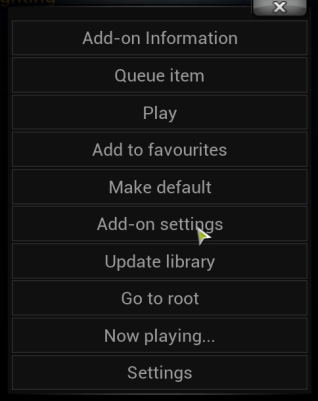 Add-on Information
Queue item
Play
Add to favourites
Make default
Add-on settings
Update library
Go to root
Now playing...
Settings